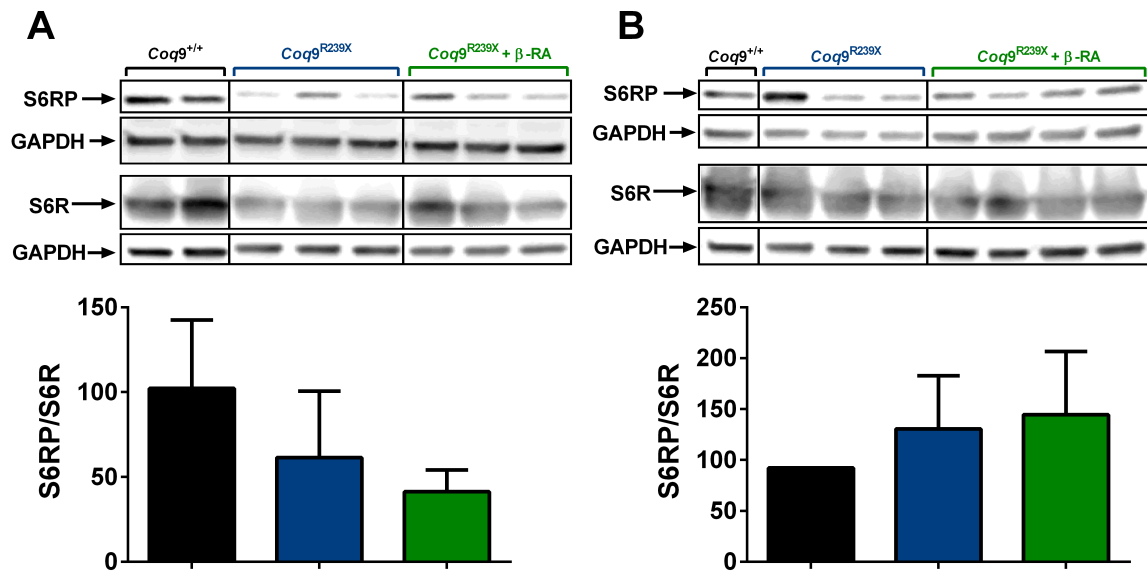 A
Coq9+/+ Coq9R239X Coq9R239X + β-RA
S6RP
GAPDH
S6R
GAPDH
150
100
50
0
S6RP/S6R
B
Coq9+/+ Coq9R239X Coq9R239X + β-RA
S6RP
GAPDH
S6R
GAPDH
250
200
150
100
50
0
S6RP/S6R